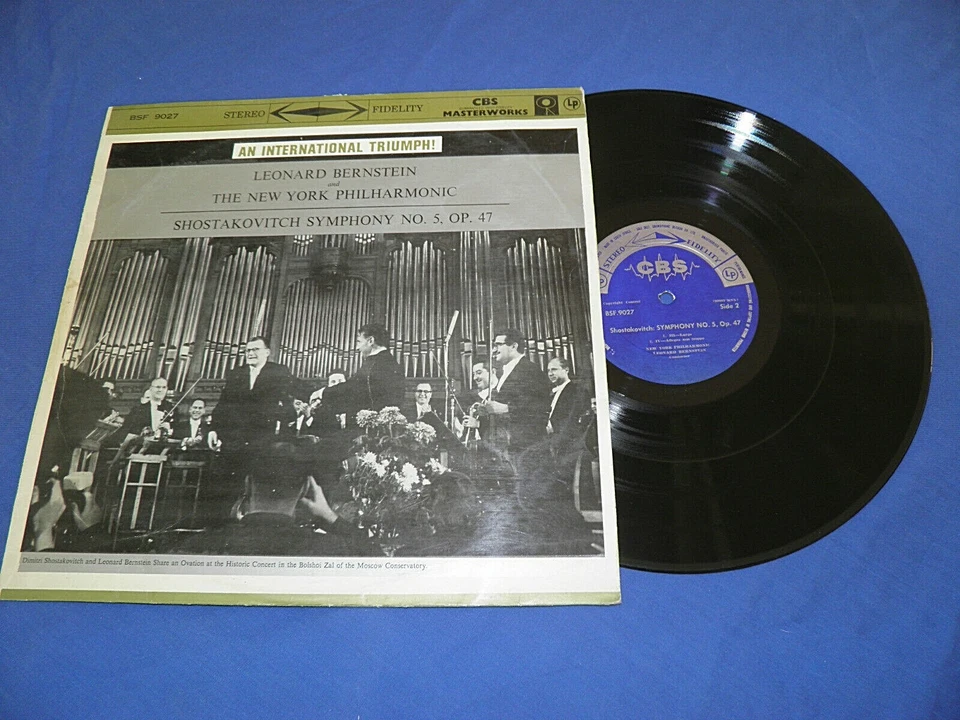 BSF 9027
STEREO FIDELITY
CBS
MASTERWORKS
LP
AN INTERNATIONAL TRIUMPH!
LEONARD BERNSTEIN
and
THE NEW YORK PHILHARMONIC
SHOSTAKOVITCH SYMPHONY NO. 5, OP. 47
Dimitri Shostakovitch and Leonard Bernstein Share an Ovation at the Historic Concert in the Bolshoi Zal of the Moscow Conservatory.
STEREO FIDELITY
LP
CBS
BSF.9027
Side 2
Shostakovitch: SYMPHONY NO. 5, Op. 47
NEW YORK PHILHARMONIC
LEONARD BERNSTEIN